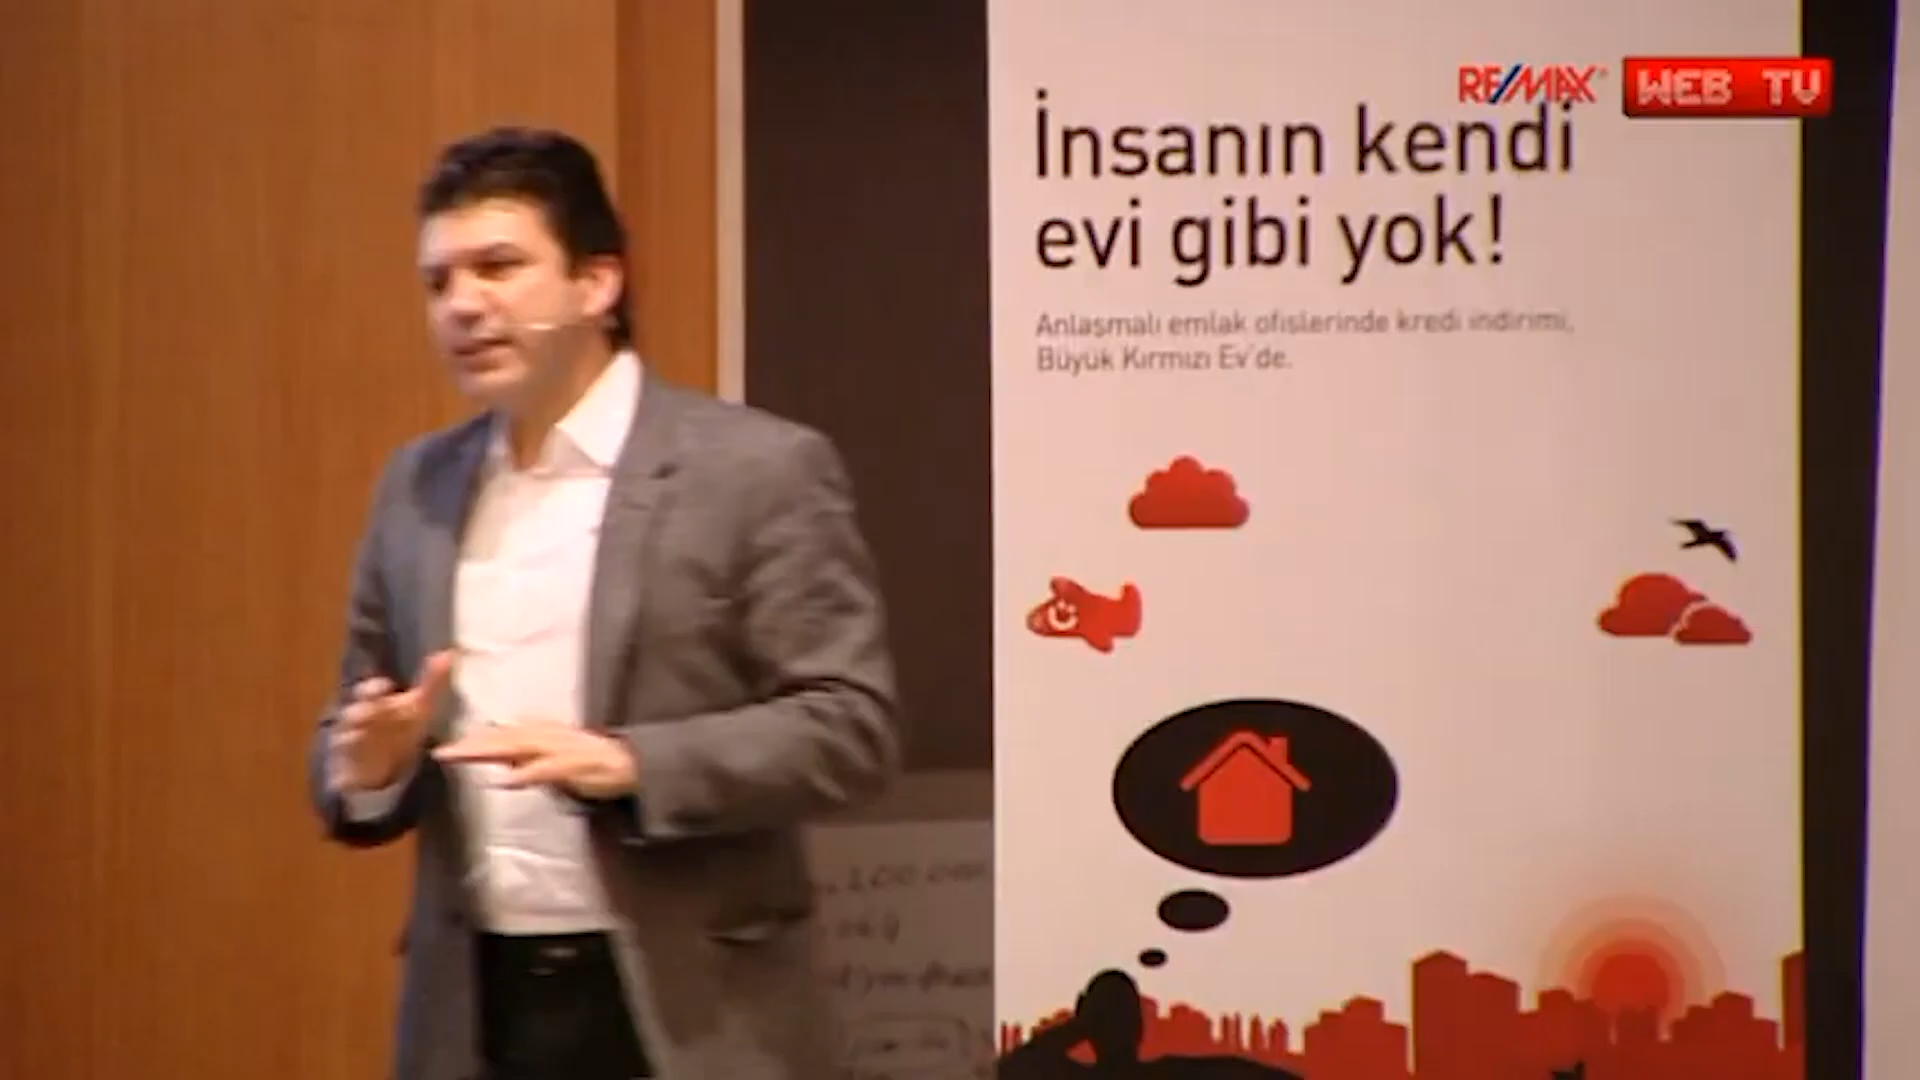 RE/MAX WEB TV
İnsanın kendi
evi gibi yok!
Anlaşmalı emlak ofislerinde kredi indirimi,
Büyük Kırmızı Ev'de.